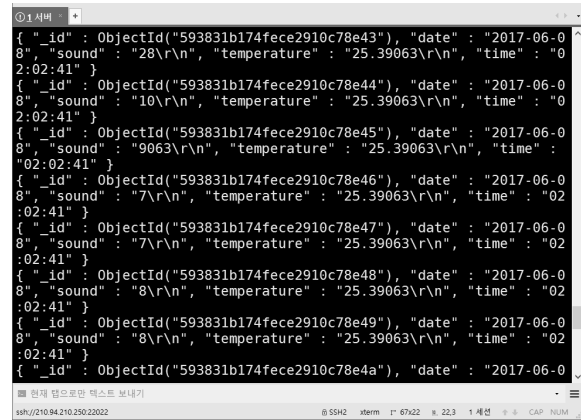 ① 1 서버 × +
{ "_id" : ObjectId("593831b174fece2910c78e43"), "date" : "2017-06-0
8", "sound" : "28\r\n", "temperature" : "25.39063\r\n", "time" : "0
2:02:41" }
{ "_id" : ObjectId("593831b174fece2910c78e44"), "date" : "2017-06-0
8", "sound" : "10\r\n", "temperature" : "25.39063\r\n", "time" : "0
2:02:41" }
{ "_id" : ObjectId("593831b174fece2910c78e45"), "date" : "2017-06-0
8", "sound" : "9063\r\n", "temperature" : "25.39063\r\n", "time" :
"02:02:41" }
{ "_id" : ObjectId("593831b174fece2910c78e46"), "date" : "2017-06-0
8", "sound" : "7\r\n", "temperature" : "25.39063\r\n", "time" : "02
:02:41" }
{ "_id" : ObjectId("593831b174fece2910c78e47"), "date" : "2017-06-0
8", "sound" : "7\r\n", "temperature" : "25.39063\r\n", "time" : "02
:02:41" }
{ "_id" : ObjectId("593831b174fece2910c78e48"), "date" : "2017-06-0
8", "sound" : "8\r\n", "temperature" : "25.39063\r\n", "time" : "02
:02:41" }
{ "_id" : ObjectId("593831b174fece2910c78e49"), "date" : "2017-06-0
8", "sound" : "8\r\n", "temperature" : "25.39063\r\n", "time" : "02
:02:41" }
{ "_id" : ObjectId("593831b174fece2910c78e4a"), "date" : "2017-06-0
현재 탭으로만 텍스트 보내기
ssh://210.94.210.250:22022 SSH2 xterm 67x22 22,3 1 세션 CAP NUM